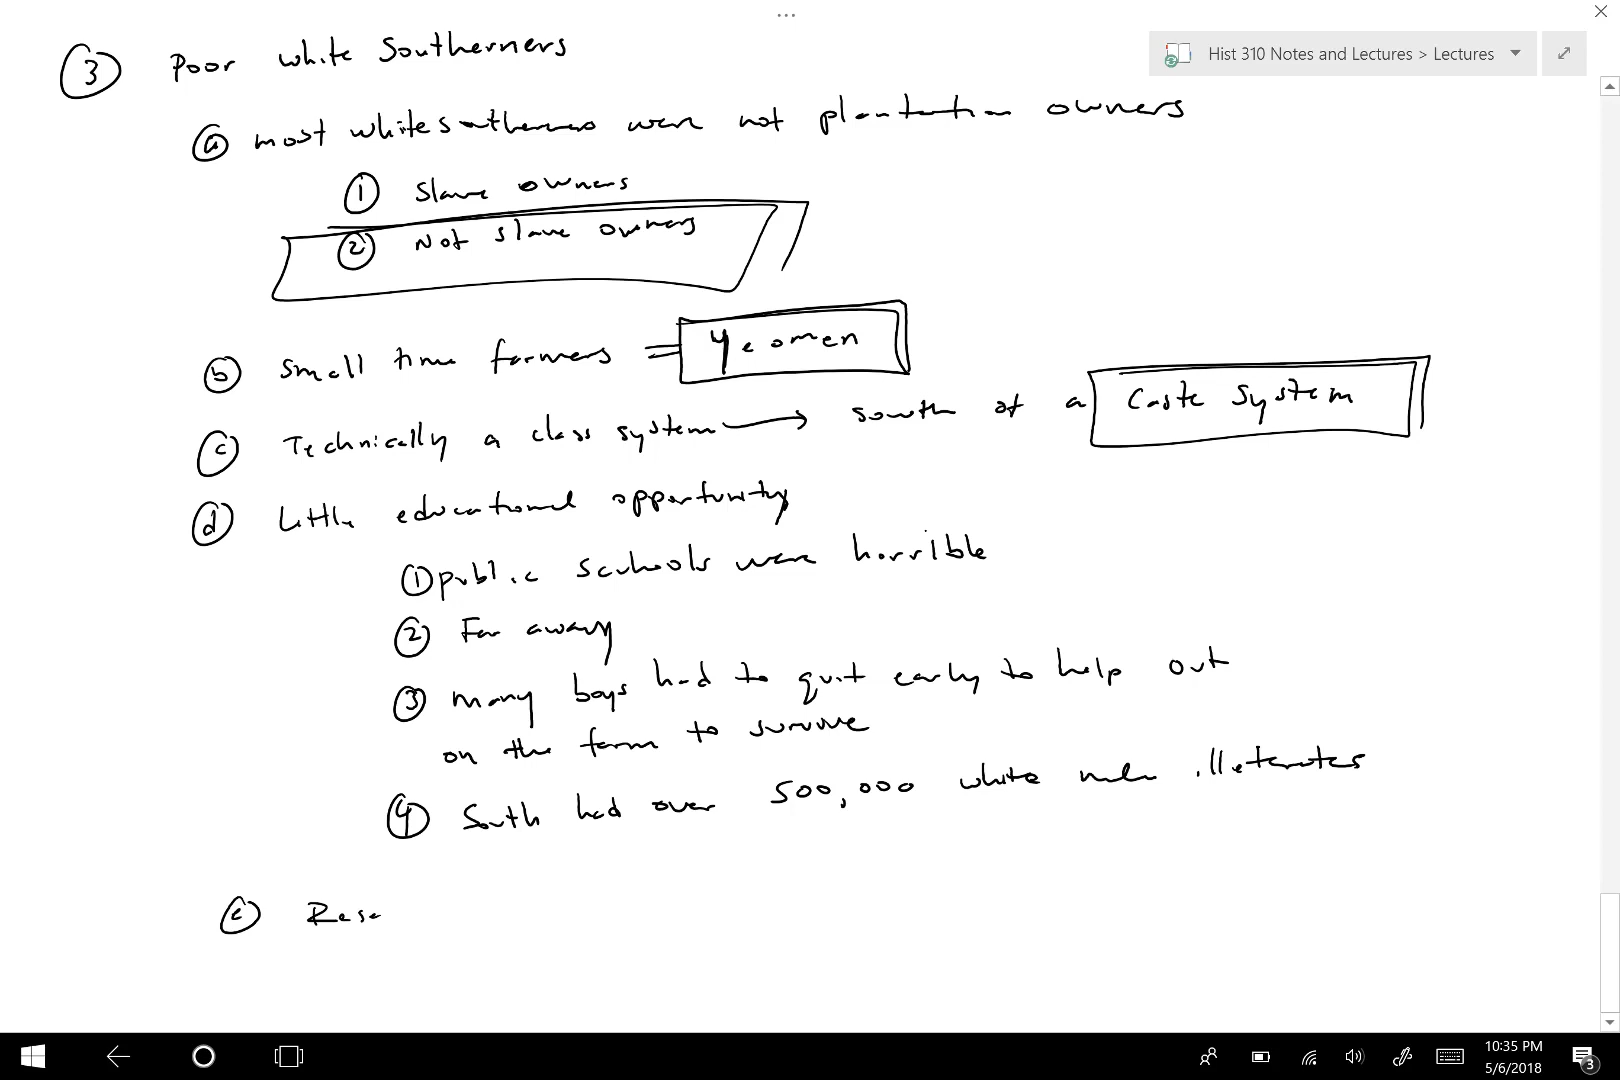 ③ Poor white Southerners
Hist 310 Notes and Lectures > Lectures
ⓐ most white southerners were not plantation owners
① Slave owners
② Not slave owners
ⓑ Small time farmers = Yeomen
ⓒ Technically a class system → south of a Caste System
ⓓ Little educational opportunity
① public scuhools were horrible
② Far away
③ Many boys had to quit early to help out
on the farm to survive
④ South had over 500,000 white male illeterates
ⓔ Rese
10:35 PM
5/6/2018
3